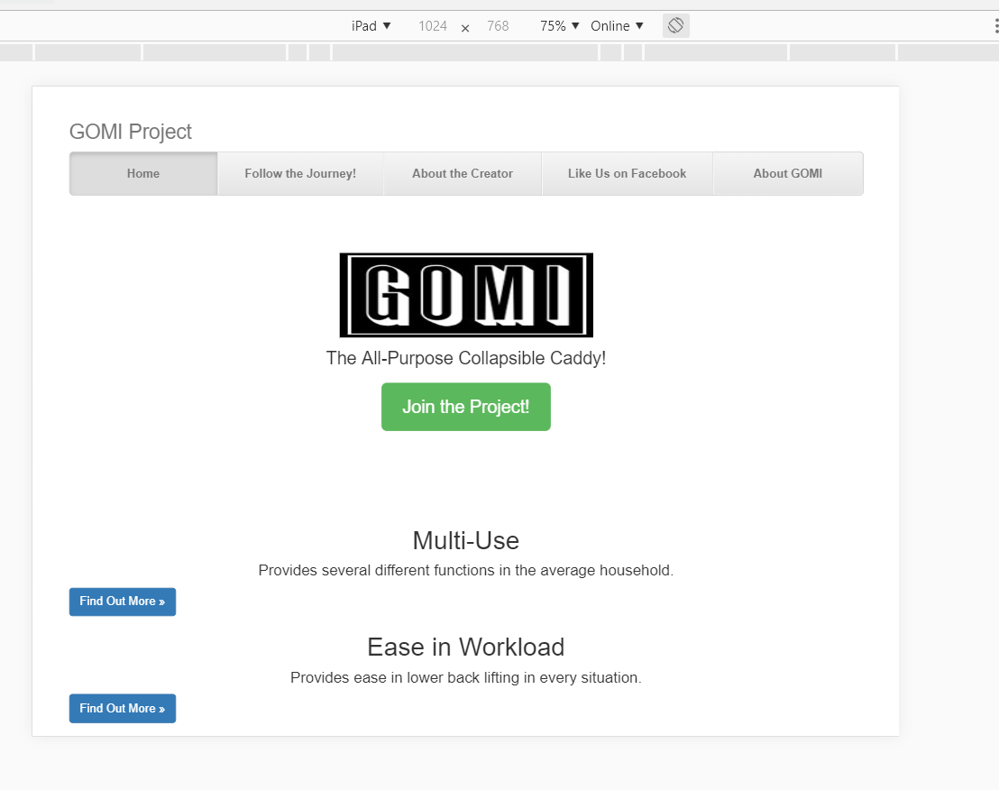 iPad ▼ 1024 × 768 75% ▼ Online ▼
GOMI Project
Home Follow the Journey! About the Creator Like Us on Facebook About GOMI
GOMI
The All-Purpose Collapsible Caddy!
Join the Project!
Multi-Use
Provides several different functions in the average household.
Find Out More »
Ease in Workload
Provides ease in lower back lifting in every situation.
Find Out More »